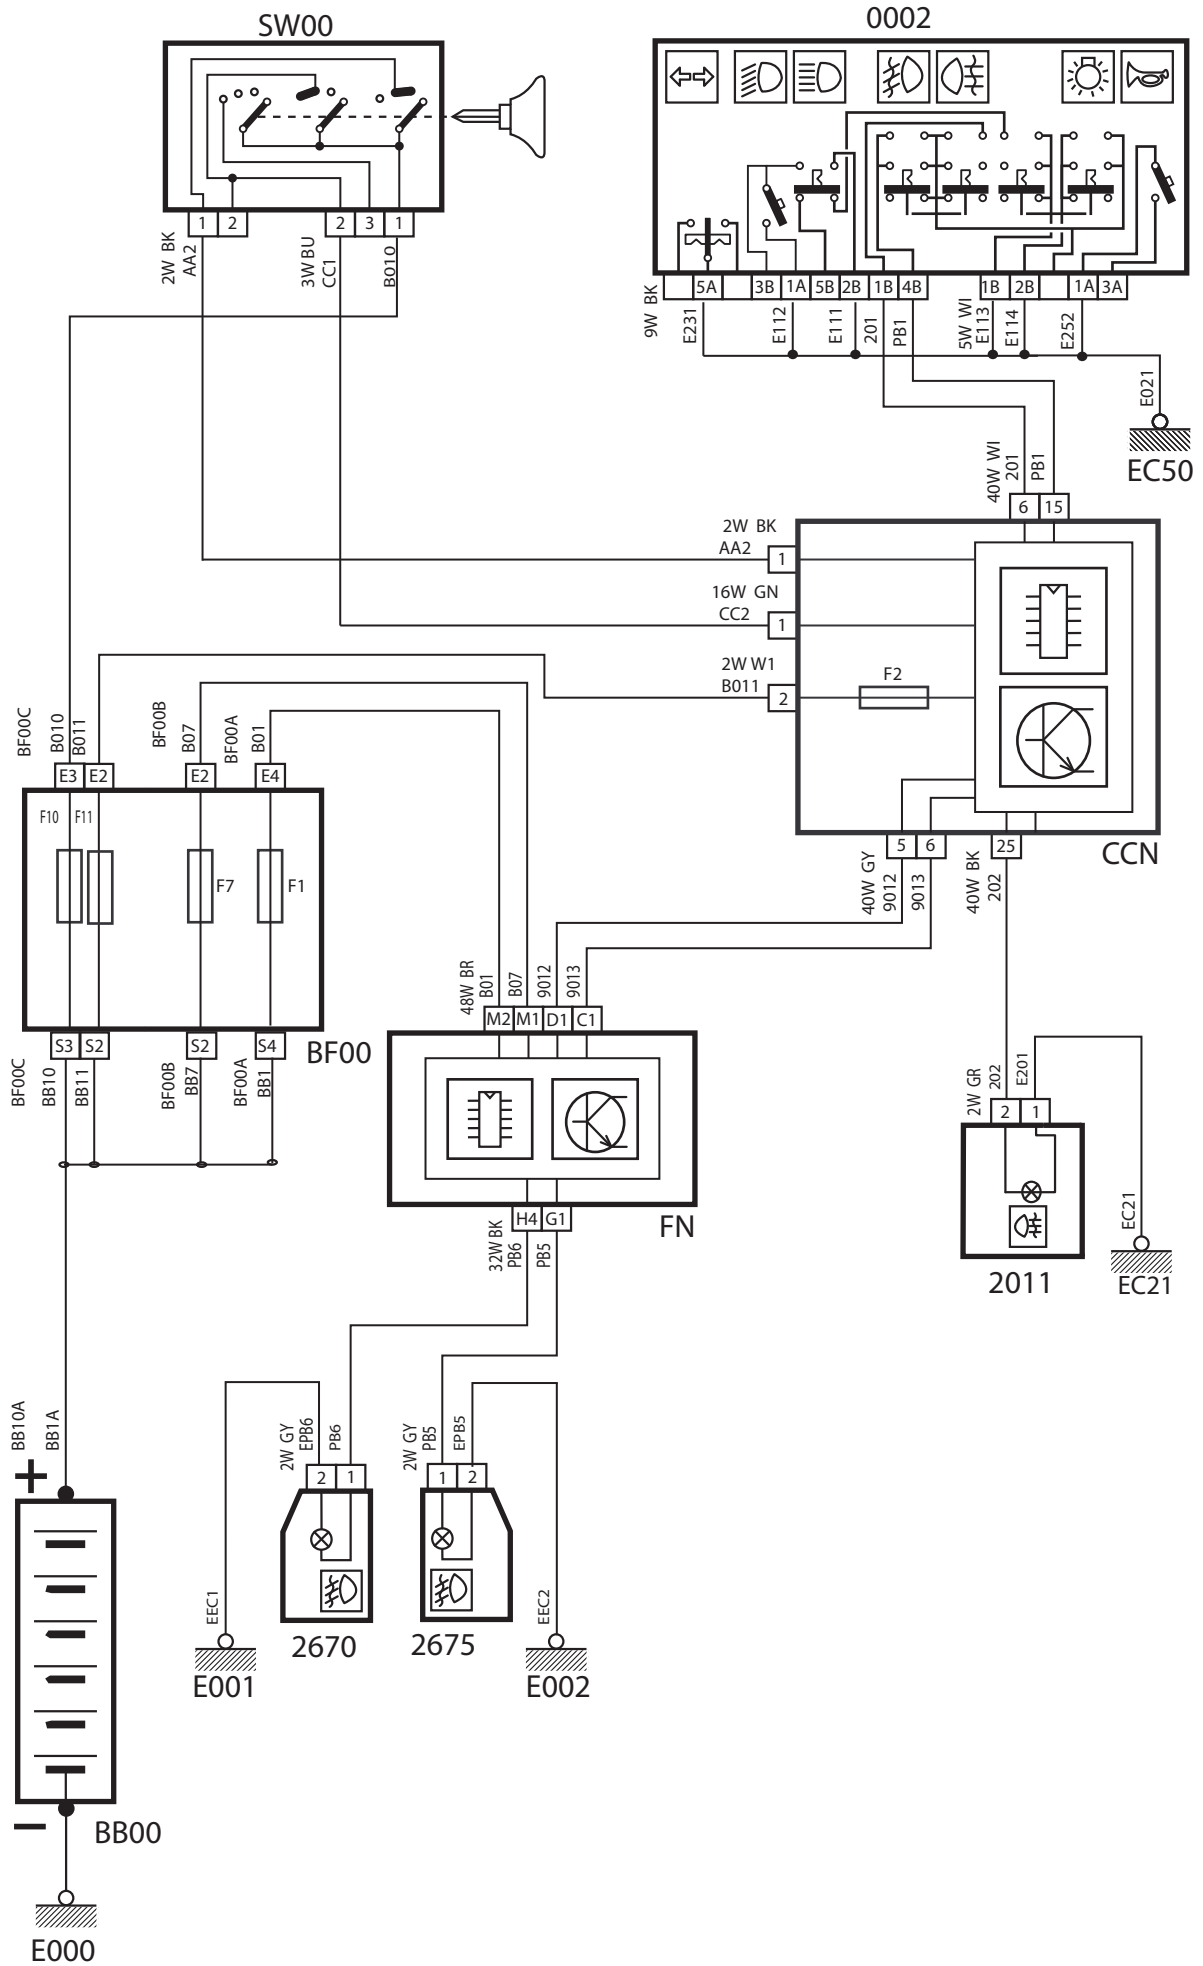 SW00
0002
1 2 2 3 1
2W BK
AA2
3W BU
CC1
B010
5A 3B 1A 5B 2B 1B 4B 1B 2B 1A 3A
9W BK
E231
E112
E111
201
PB1
5W WI
E113
E114
E252
E021
EC50
40W WI
201
PB1
6 15
2W BK
AA2
1
16W GN
CC2
1
2W W1
B011
2
F2
CCN
5 6 25
40W GY
9012
9013
40W BK
202
BF00C
B010
B011
BF00B
B07
BF00A
B01
E3 E2 E2 E4
F10 F11
F7 F1
S3 S2 S2 S4
BF00
BF00C
BB10
BB11
BF00B
BB7
BF00A
BB1
48W BR
B01
B07
9012
9013
M2 M1 D1 C1
FN
H4 G1
32W BK
PB6
PB5
2W GR
202
E201
2 1
2011
EC21
EC21
BB10A
BB1A
+
−
BB00
E000
2W GY
EPB6
PB6
2 1
2670
EEC1
E001
2W GY
PB5
EPB5
1 2
2675
EEC2
E002